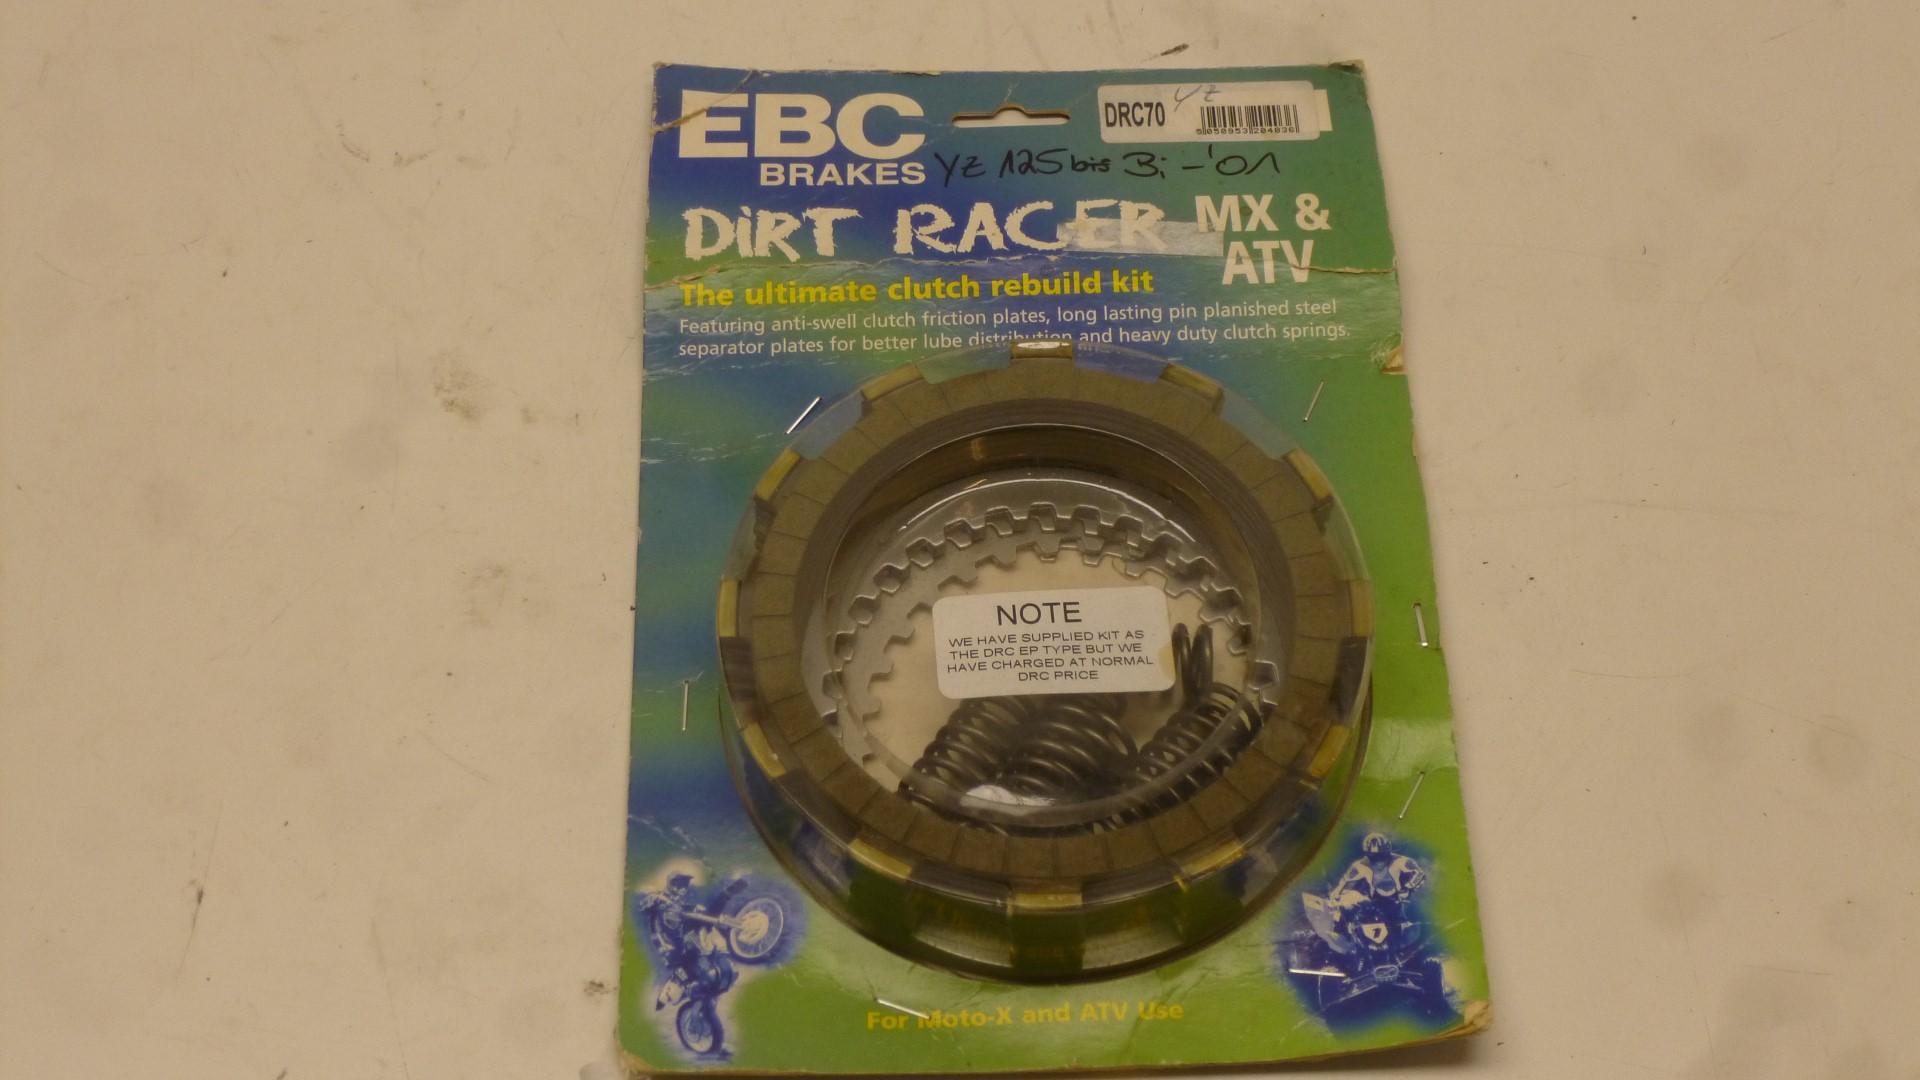 EBC
BRAKES
DRC70
YZ
5050953204836
YZ 125 bis Bj -'01
DIRT RACER
MX &
ATV
The ultimate clutch rebuild kit
Featuring anti-swell clutch friction plates, long lasting pin planished steel
separator plates for better lube distribution and heavy duty clutch springs.
NOTE
WE HAVE SUPPLIED KIT AS
THE DRC EP TYPE BUT WE
HAVE CHARGED AT NORMAL
DRC PRICE
1
For Moto-X and ATV Use